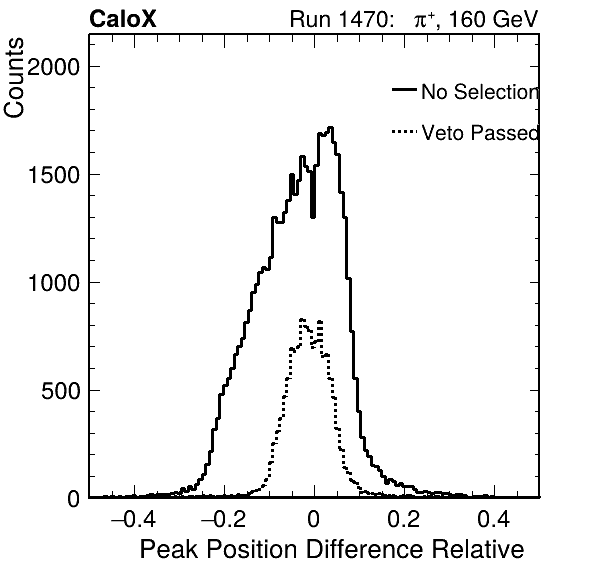 CaloX Run 1470: π⁺, 160 GeV
Counts
2000
1500
1000
500
0
No Selection
Veto Passed
−0.4 −0.2 0 0.2 0.4
Peak Position Difference Relative